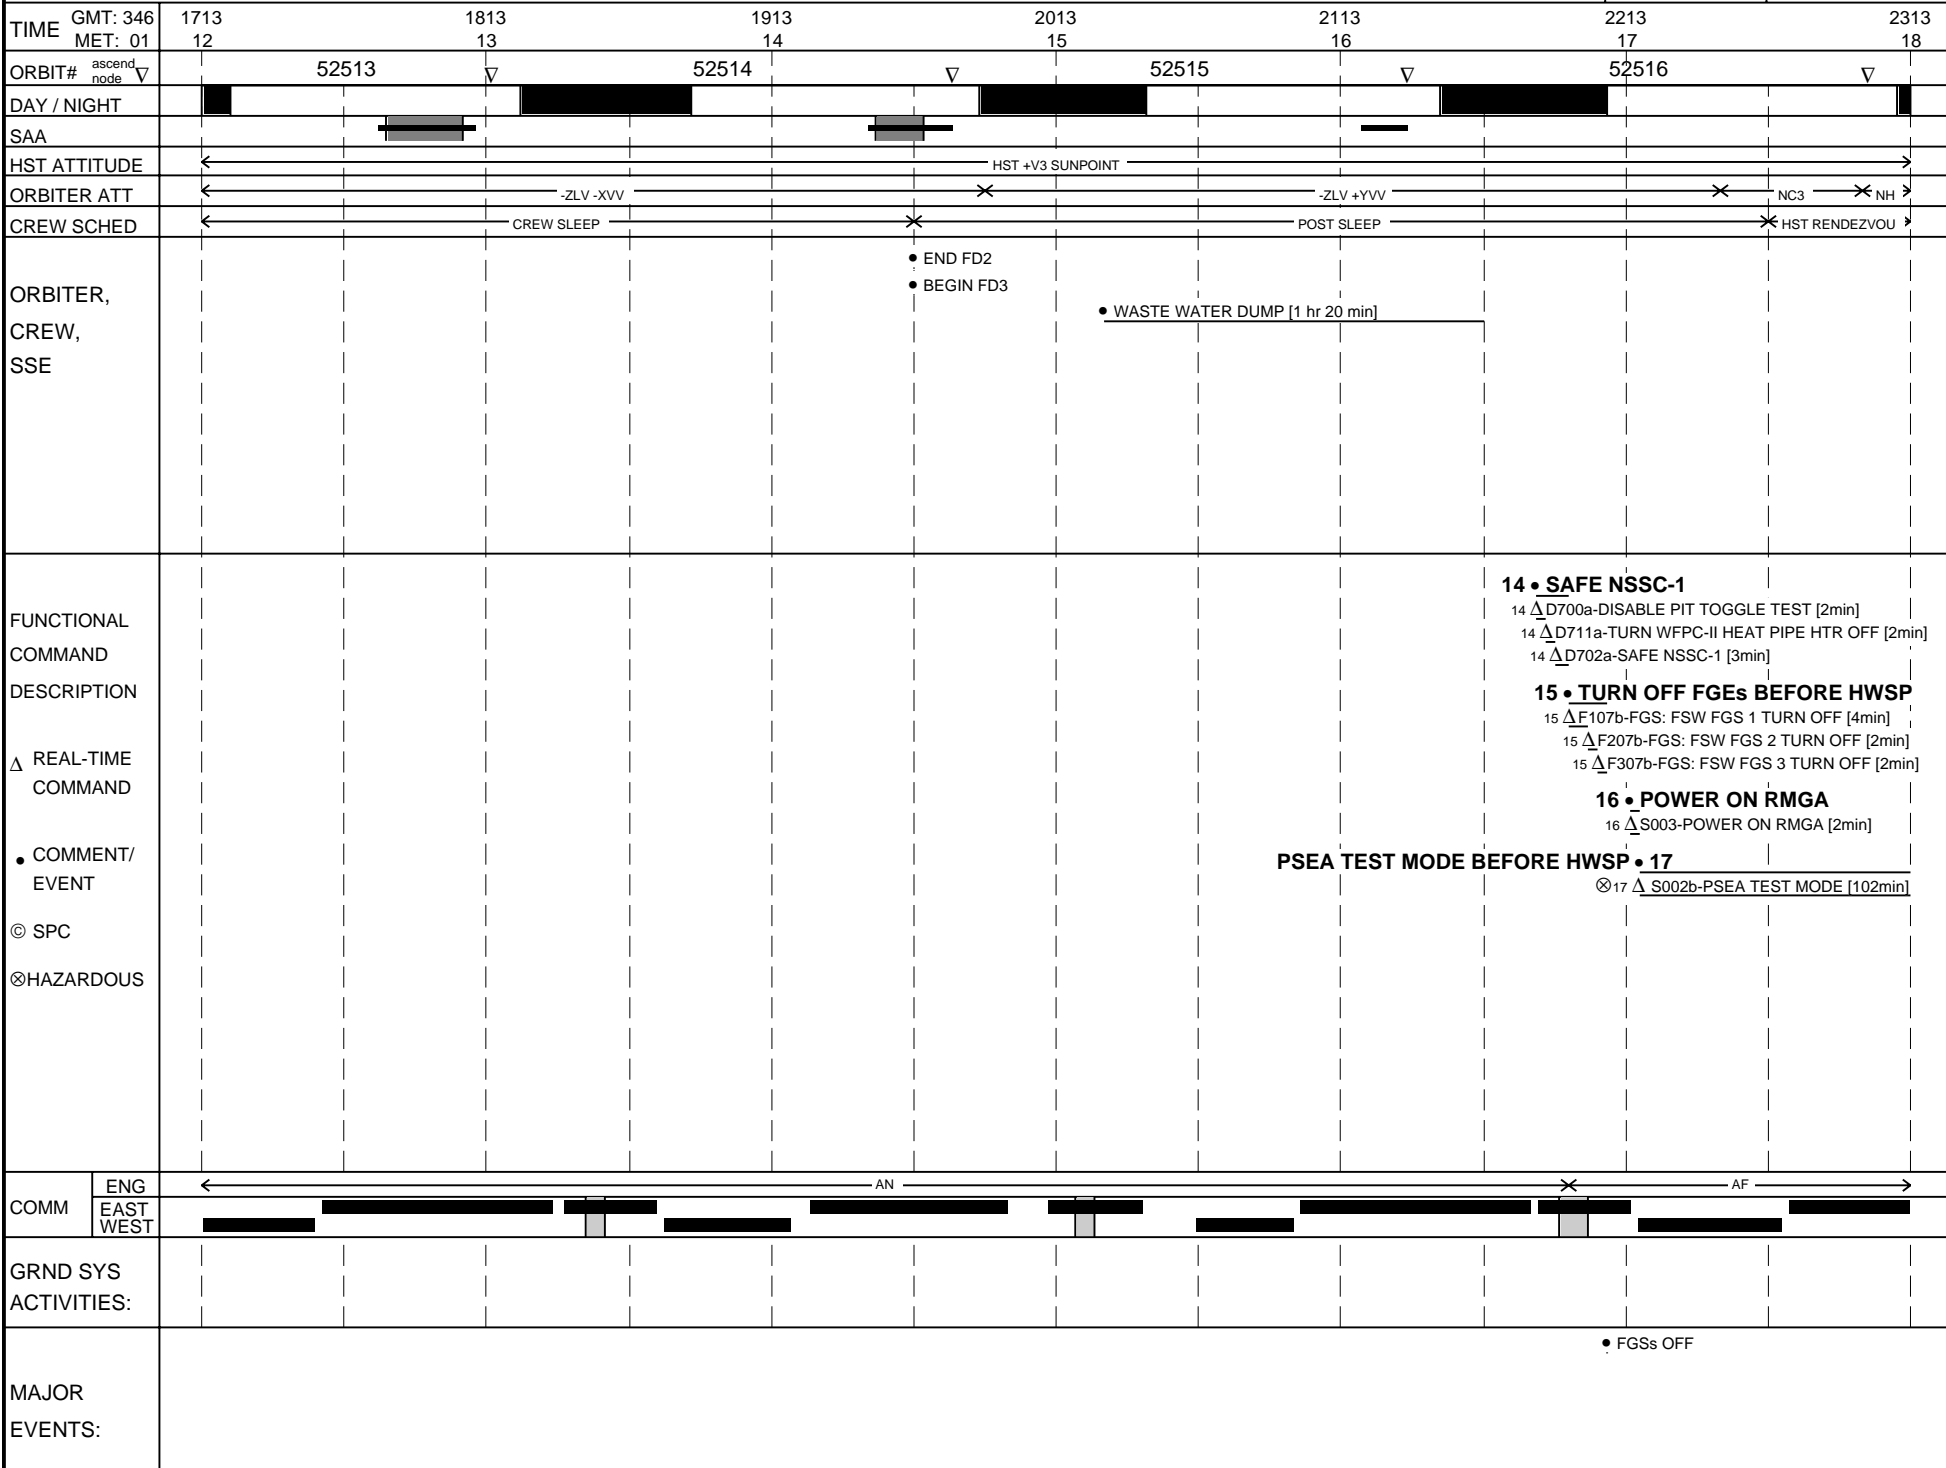 TIME GMT: 346 1713 1813 1913 2013 2113 2213 2313
MET: 01 12 13 14 15 16 17 18
ORBIT# ascend node ∇ 52513 ∇ 52514 ∇ 52515 ∇ 52516 ∇
DAY / NIGHT
SAA
HST ATTITUDE HST +V3 SUNPOINT
ORBITER ATT -ZLV -XVV -ZLV +YVV NC3 NH
CREW SCHED CREW SLEEP POST SLEEP HST RENDEZVOU
ORBITER,
CREW,
SSE
• END FD2
• BEGIN FD3
• WASTE WATER DUMP [1 hr 20 min]
FUNCTIONAL
COMMAND
DESCRIPTION
Δ REAL-TIME
COMMAND
• COMMENT/
EVENT
© SPC
⊗HAZARDOUS
14 • SAFE NSSC-1
14 ΔD700a-DISABLE PIT TOGGLE TEST [2min]
14 ΔD711a-TURN WFPC-II HEAT PIPE HTR OFF [2min]
14 ΔD702a-SAFE NSSC-1 [3min]
15 • TURN OFF FGEs BEFORE HWSP
15 ΔF107b-FGS: FSW FGS 1 TURN OFF [4min]
15 ΔF207b-FGS: FSW FGS 2 TURN OFF [2min]
15 ΔF307b-FGS: FSW FGS 3 TURN OFF [2min]
16 • POWER ON RMGA
16 ΔS003-POWER ON RMGA [2min]
PSEA TEST MODE BEFORE HWSP • 17
⊗17 Δ S002b-PSEA TEST MODE [102min]
COMM ENG AN AF
EAST
WEST
GRND SYS
ACTIVITIES:
• FGSs OFF
MAJOR
EVENTS: